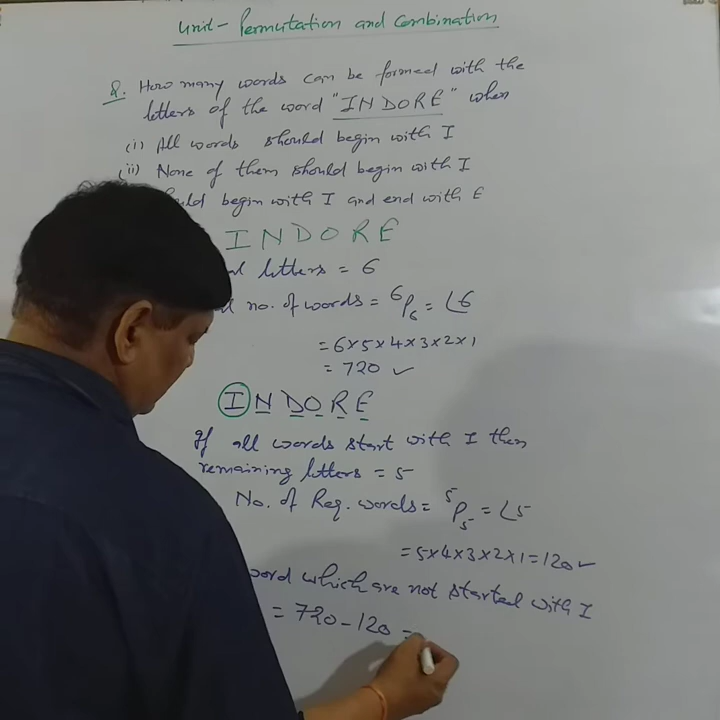 Unit - Permutation and Combination
Q. How many words can be formed with the
letters of the word "INDORE" when
(i) All words should begin with I
(ii) None of them should begin with I
begin with I and end with E
INDORE
letters = 6
no. of words = ⁶P₆ = ∟6
= 6×5×4×3×2×1
= 720 ✓
INDORE
If all words start with I then
remaining letters = 5
No. of Req. words = ⁵P₅ = ∟5
= 5×4×3×2×1 = 120 ✓
word which are not started with I
= 720 - 120 =